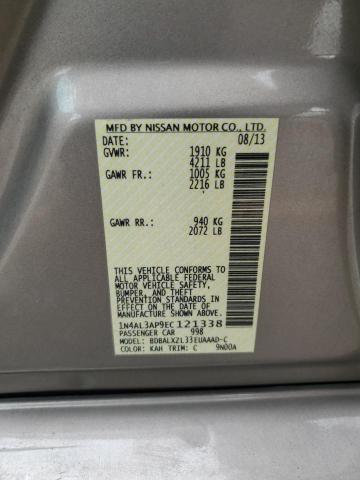 MFD BY NISSAN MOTOR CO., LTD.
DATE: 08/13
GVWR: 1910 KG
4211 LB
GAWR FR.: 1005 KG
2216 LB
GAWR RR.: 940 KG
2072 LB
THIS VEHICLE CONFORMS TO
ALL APPLICABLE FEDERAL
MOTOR VEHICLE SAFETY,
BUMPER, AND THEFT
PREVENTION STANDARDS
IN EFFECT ON THE DATE OF
MANUFACTURE SHOWN ABOVE.
1N4AL3AP9EC121338
PASSENGER CAR 998
MODEL: BDBALXZL33EUAAAD-C
COLOR: KAH TRIM: C 9N00A